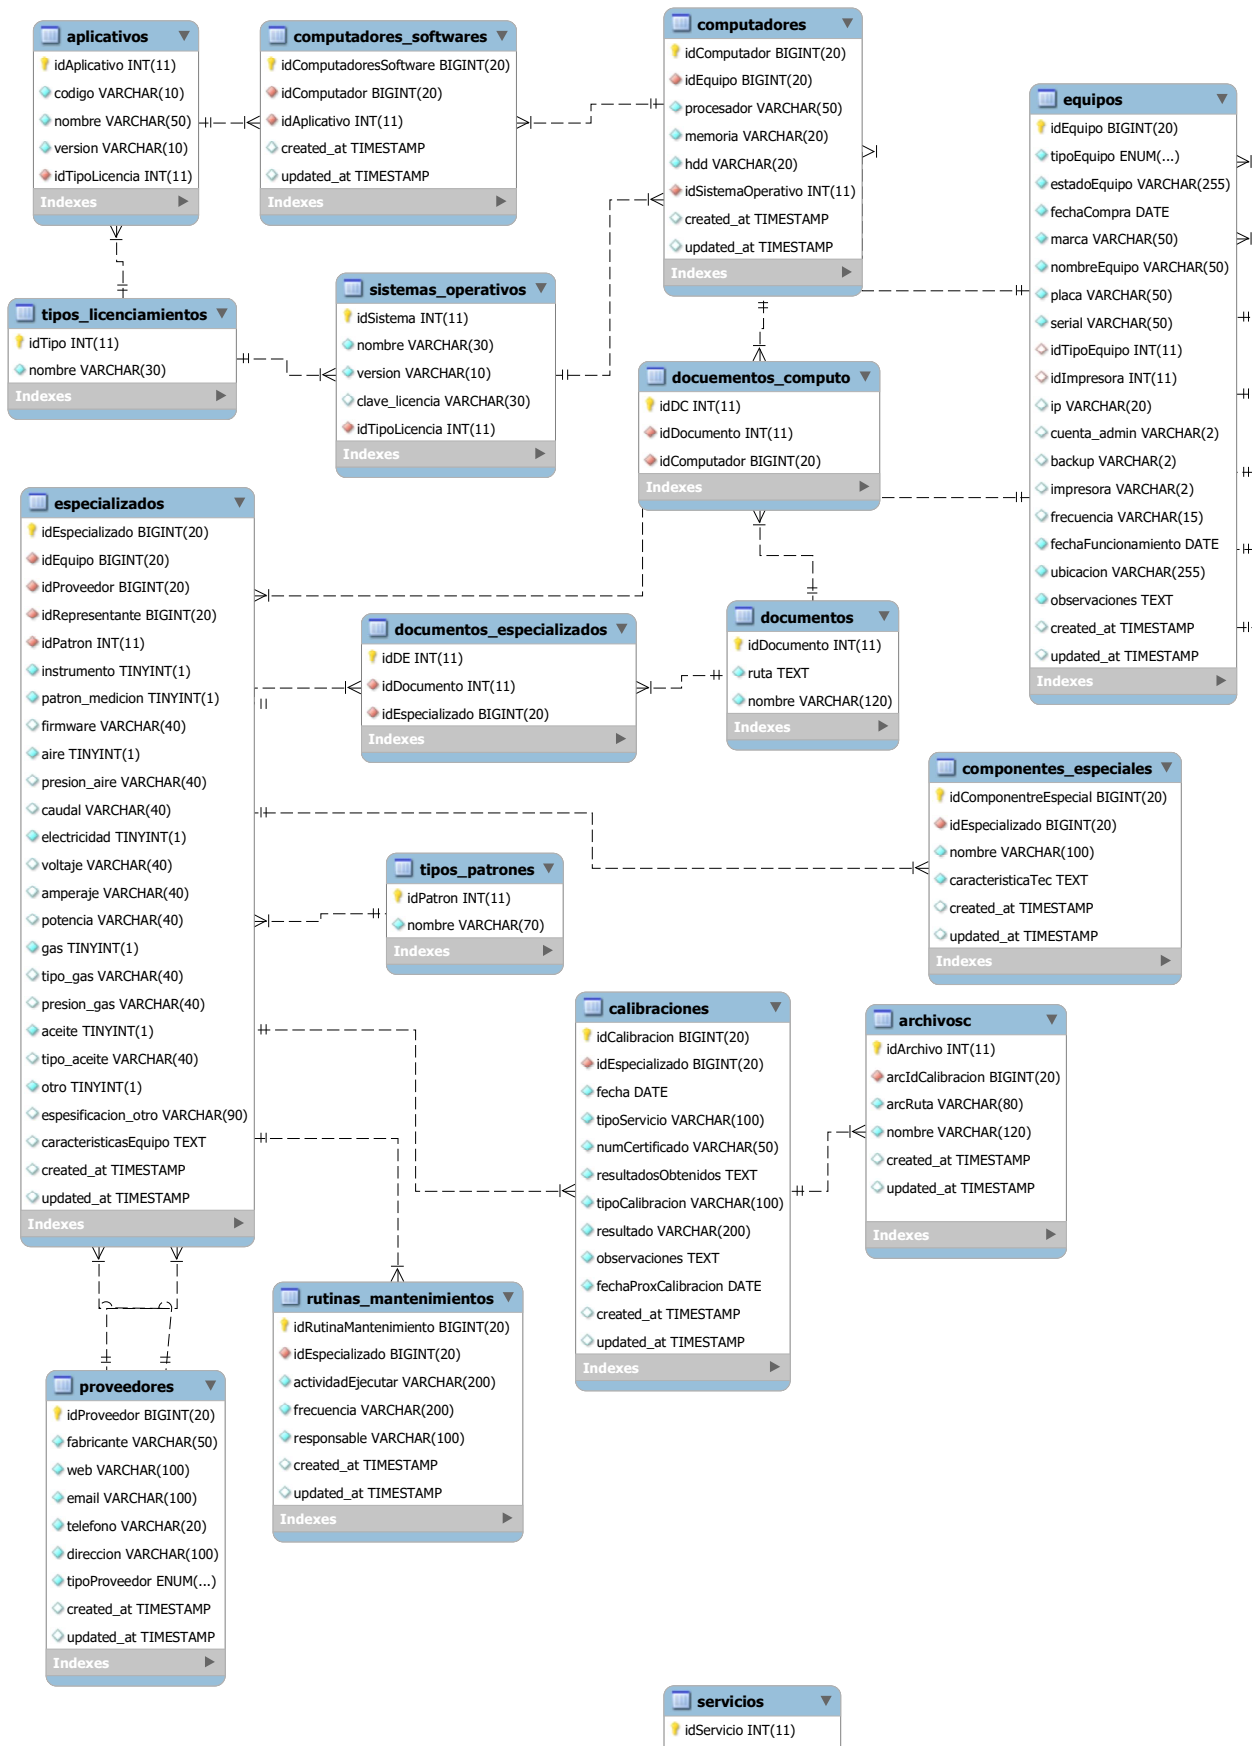 aplicativos
idAplicativo INT(11)
codigo VARCHAR(10)
nombre VARCHAR(50)
version VARCHAR(10)
idTipoLicencia INT(11)
Indexes
computadores_softwares
idComputadoresSoftware BIGINT(20)
idComputador BIGINT(20)
idAplicativo INT(11)
created_at TIMESTAMP
updated_at TIMESTAMP
Indexes
computadores
idComputador BIGINT(20)
idEquipo BIGINT(20)
procesador VARCHAR(50)
memoria VARCHAR(20)
hdd VARCHAR(20)
idSistemaOperativo INT(11)
created_at TIMESTAMP
updated_at TIMESTAMP
Indexes
equipos
idEquipo BIGINT(20)
tipoEquipo ENUM(...)
estadoEquipo VARCHAR(255)
fechaCompra DATE
marca VARCHAR(50)
nombreEquipo VARCHAR(50)
placa VARCHAR(50)
serial VARCHAR(50)
idTipoEquipo INT(11)
idImpresora INT(11)
ip VARCHAR(20)
cuenta_admin VARCHAR(2)
backup VARCHAR(2)
impresora VARCHAR(2)
frecuencia VARCHAR(15)
fechaFuncionamiento DATE
ubicacion VARCHAR(255)
observaciones TEXT
created_at TIMESTAMP
updated_at TIMESTAMP
Indexes
tipos_licenciamientos
idTipo INT(11)
nombre VARCHAR(30)
Indexes
sistemas_operativos
idSistema INT(11)
nombre VARCHAR(30)
version VARCHAR(10)
clave_licencia VARCHAR(30)
idTipoLicencia INT(11)
Indexes
docuementos_computo
idDC INT(11)
idDocumento INT(11)
idComputador BIGINT(20)
Indexes
especializados
idEspecializado BIGINT(20)
idEquipo BIGINT(20)
idProveedor BIGINT(20)
idRepresentante BIGINT(20)
idPatron INT(11)
instrumento TINYINT(1)
patron_medicion TINYINT(1)
firmware VARCHAR(40)
aire TINYINT(1)
presion_aire VARCHAR(40)
caudal VARCHAR(40)
electricidad TINYINT(1)
voltaje VARCHAR(40)
amperaje VARCHAR(40)
potencia VARCHAR(40)
gas TINYINT(1)
tipo_gas VARCHAR(40)
presion_gas VARCHAR(40)
aceite TINYINT(1)
tipo_aceite VARCHAR(40)
otro TINYINT(1)
espesificacion_otro VARCHAR(90)
caracteristicasEquipo TEXT
created_at TIMESTAMP
updated_at TIMESTAMP
Indexes
documentos_especializados
idDE INT(11)
idDocumento INT(11)
idEspecializado BIGINT(20)
Indexes
documentos
idDocumento INT(11)
ruta TEXT
nombre VARCHAR(120)
Indexes
componentes_especiales
idComponentreEspecial BIGINT(20)
idEspecializado BIGINT(20)
nombre VARCHAR(100)
caracteristicaTec TEXT
created_at TIMESTAMP
updated_at TIMESTAMP
Indexes
tipos_patrones
idPatron INT(11)
nombre VARCHAR(70)
Indexes
calibraciones
idCalibracion BIGINT(20)
idEspecializado BIGINT(20)
fecha DATE
tipoServicio VARCHAR(100)
numCertificado VARCHAR(50)
resultadosObtenidos TEXT
tipoCalibracion VARCHAR(100)
resultado VARCHAR(200)
observaciones TEXT
fechaProxCalibracion DATE
created_at TIMESTAMP
updated_at TIMESTAMP
Indexes
archivosc
idArchivo INT(11)
arcIdCalibracion BIGINT(20)
arcRuta VARCHAR(80)
nombre VARCHAR(120)
created_at TIMESTAMP
updated_at TIMESTAMP
Indexes
rutinas_mantenimientos
idRutinaMantenimiento BIGINT(20)
idEspecializado BIGINT(20)
actividadEjecutar VARCHAR(200)
frecuencia VARCHAR(200)
responsable VARCHAR(100)
created_at TIMESTAMP
updated_at TIMESTAMP
Indexes
proveedores
idProveedor BIGINT(20)
fabricante VARCHAR(50)
web VARCHAR(100)
email VARCHAR(100)
telefono VARCHAR(20)
direccion VARCHAR(100)
tipoProveedor ENUM(...)
created_at TIMESTAMP
updated_at TIMESTAMP
Indexes
servicios
idServicio INT(11)